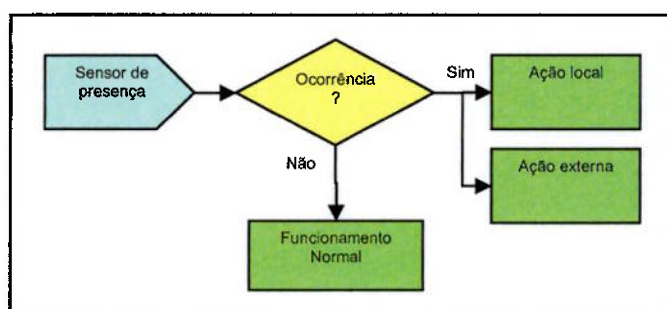 Sensor de
presença
Ocorrência
?
Sim
Ação local
Ação externa
Não
Funcionamento
Normal